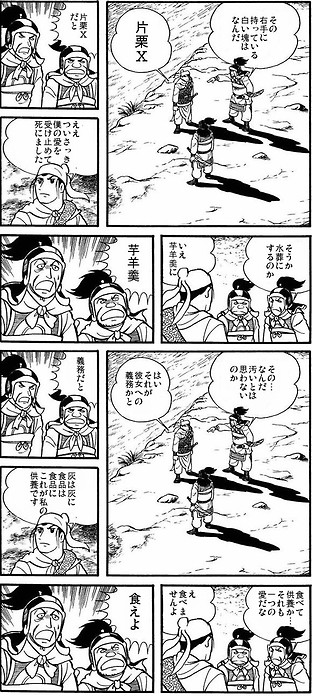 その
右手に
持っている
白い塊は
なんだ
片栗X
片栗X
だと
ええ
ついさっき
僕の愛を
受け止めて
死にました
そうか
水葬に
するのか
いえ
芋羊羹に
芋羊羹
その…
なんだ
汚いとは
思わない
のか
はい
それが
彼女への
義務かと
義務だと
灰は灰に
食品は
食品に
これが私の
供養です
食べて
供養か…
それも
一つの
愛だな
え
食べま
せんよ
食えよ